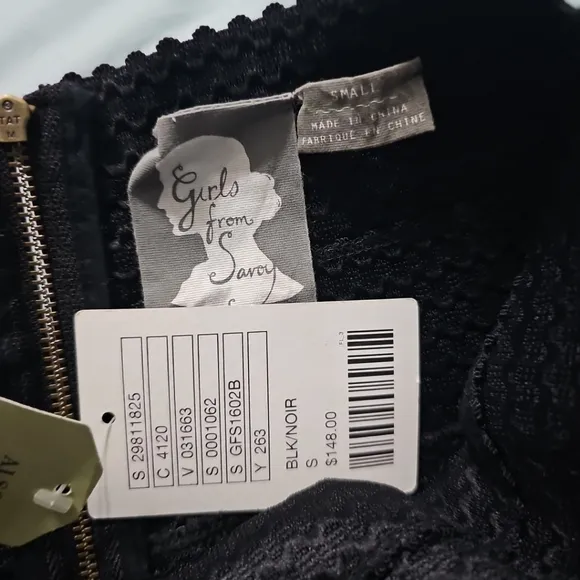 SMALL
MADE IN CHINA
FABRIQUE EN CHINE
Girls
from
Savoy
S 29811825
C 4120
V 031663
S 0001062
S GFS1602B
Y 263
BLK/NOIR
S
$148.00